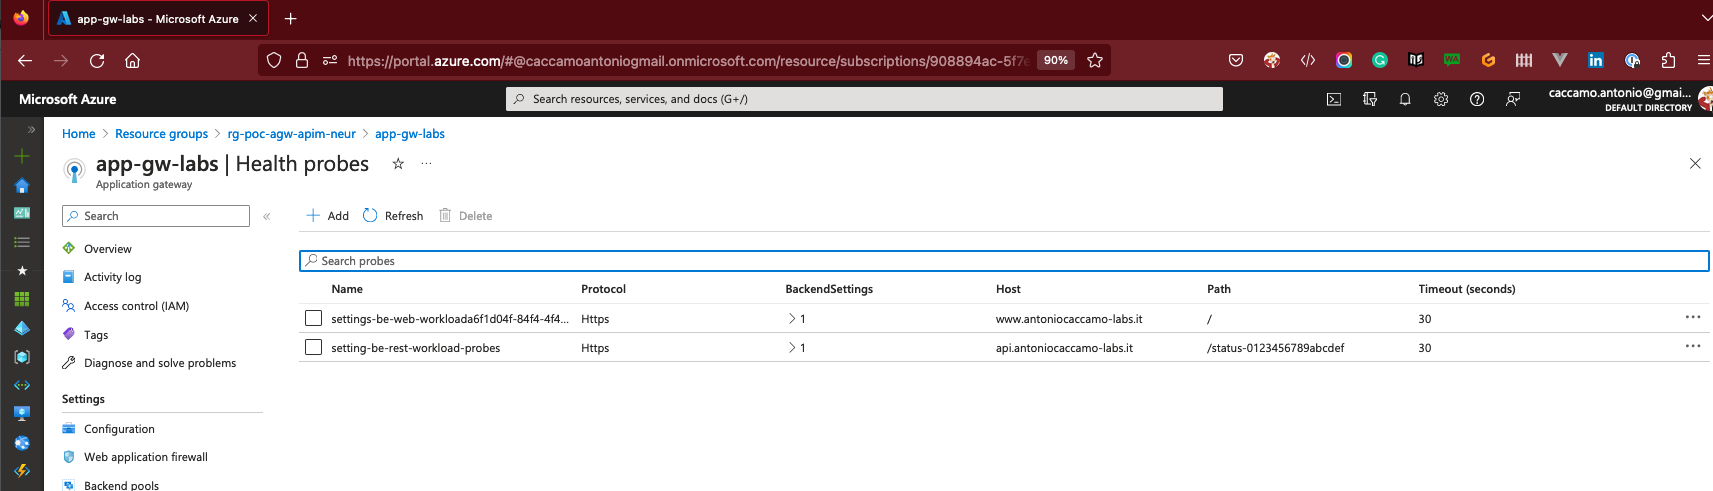 app-gw-labs - Microsoft Azure
https://portal.azure.com/#@caccamoantoniogmail.onmicrosoft.com/resource/subscriptions/908894ac-5f7e
90%
Microsoft Azure
Search resources, services, and docs (G+/)
caccamo.antonio@gmai...
DEFAULT DIRECTORY
Home > Resource groups > rg-poc-agw-apim-neur > app-gw-labs
app-gw-labs | Health probes
Application gateway
Search
Add Refresh Delete
Overview
Activity log
Access control (IAM)
Tags
Diagnose and solve problems
Settings
Configuration
Web application firewall
Backend pools
Search probes
Name Protocol BackendSettings Host Path Timeout (seconds)
settings-be-web-workloada6f1d04f-84f4-4f4... Https > 1 www.antoniocaccamo-labs.it / 30
setting-be-rest-workload-probes Https > 1 api.antoniocaccamo-labs.it /status-0123456789abcdef 30